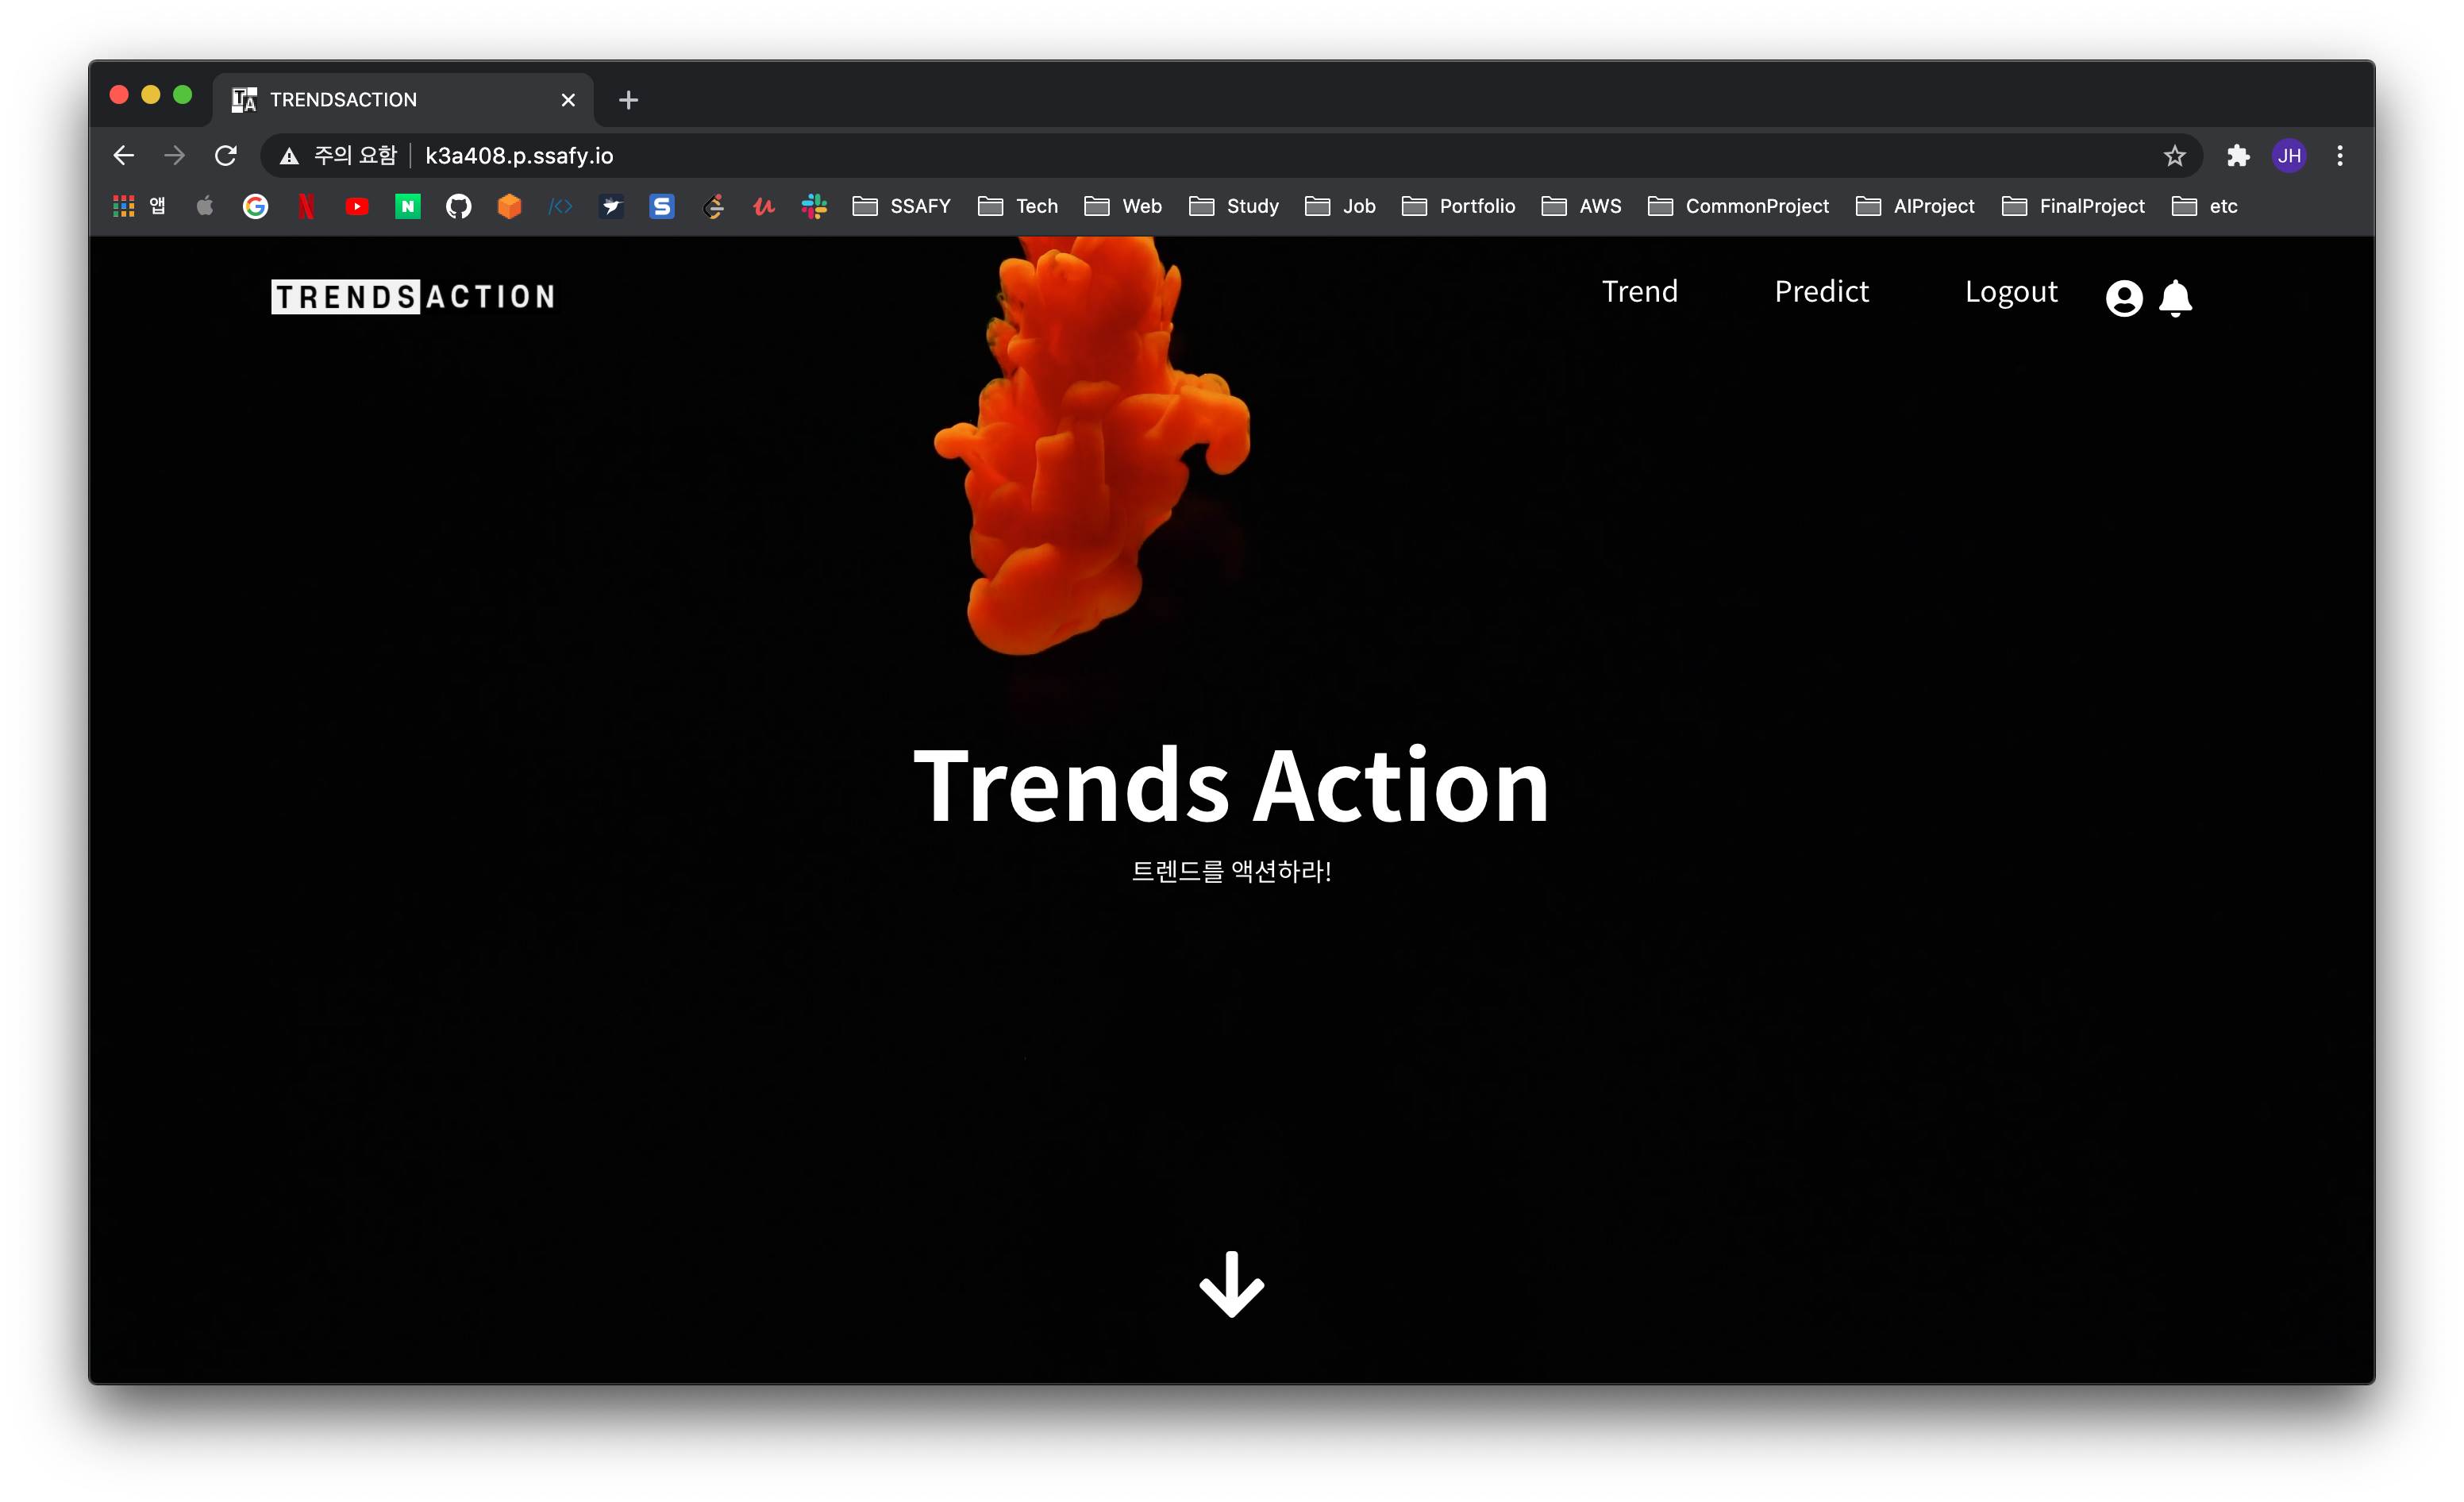 TRENDSACTION
주의 요함 k3a408.p.ssafy.io JH
앱 SSAFY Tech Web Study Job Portfolio AWS CommonProject AIProject FinalProject etc
TRENDSACTION Trend Predict Logout
Trends Action
트렌드를 액션하라!